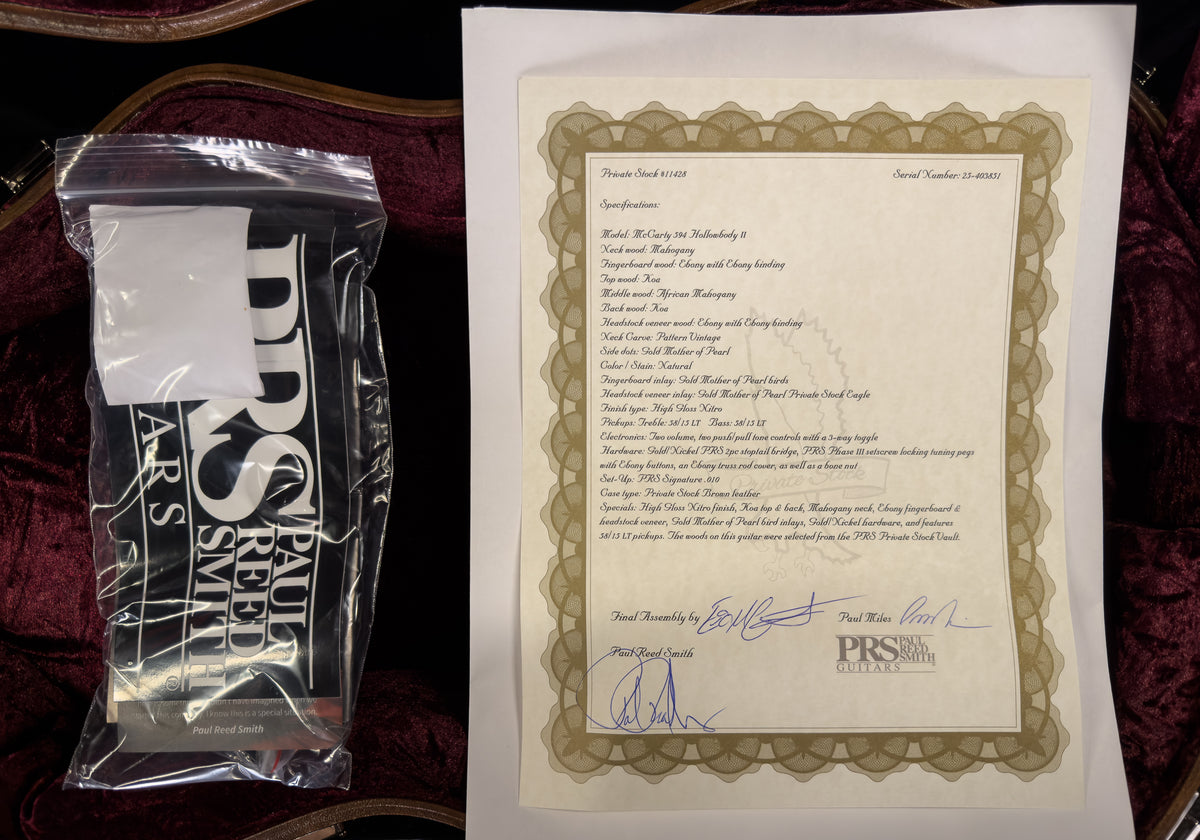 PRS
PAUL
REED
SMITH
®
ARS
I know this is a special situation.
Paul Reed Smith
Private Stock #11428
Serial Number: 25-403851
Specifications:
Model: McCarty 594 Hollowbody II
Neck wood: Mahogany
Fingerboard wood: Ebony with Ebony binding
Top wood: Koa
Middle wood: African Mahogany
Back wood: Koa
Headstock veneer wood: Ebony with Ebony binding
Neck Carve: Pattern Vintage
Side dots: Gold Mother of Pearl
Color / Stain: Natural
Fingerboard inlay: Gold Mother of Pearl birds
Headstock veneer inlay: Gold Mother of Pearl Private Stock Eagle
Finish type: High Gloss Nitro
Pickups: Treble: 58/15 LT Bass: 58/15 LT
Electronics: Two volume, two push/pull tone controls with a 3-way toggle
Hardware: Gold/Nickel PRS 2pc stoptail bridge, PRS Phase III setscrew locking tuning pegs
with Ebony buttons, an Ebony truss rod cover, as well as a bone nut
Set-Up: PRS Signature .010
Case type: Private Stock Brown leather
Specials: High Gloss Nitro finish, Koa top & back, Mahogany neck, Ebony fingerboard &
headstock veneer, Gold Mother of Pearl bird inlays, Gold/Nickel hardware, and features
58/15 LT pickups. The woods on this guitar were selected from the PRS Private Stock Vault.
Private Stock
Final Assembly by
Paul Miles
Paul Reed Smith
PRS
PAUL
REED
SMITH
GUITARS